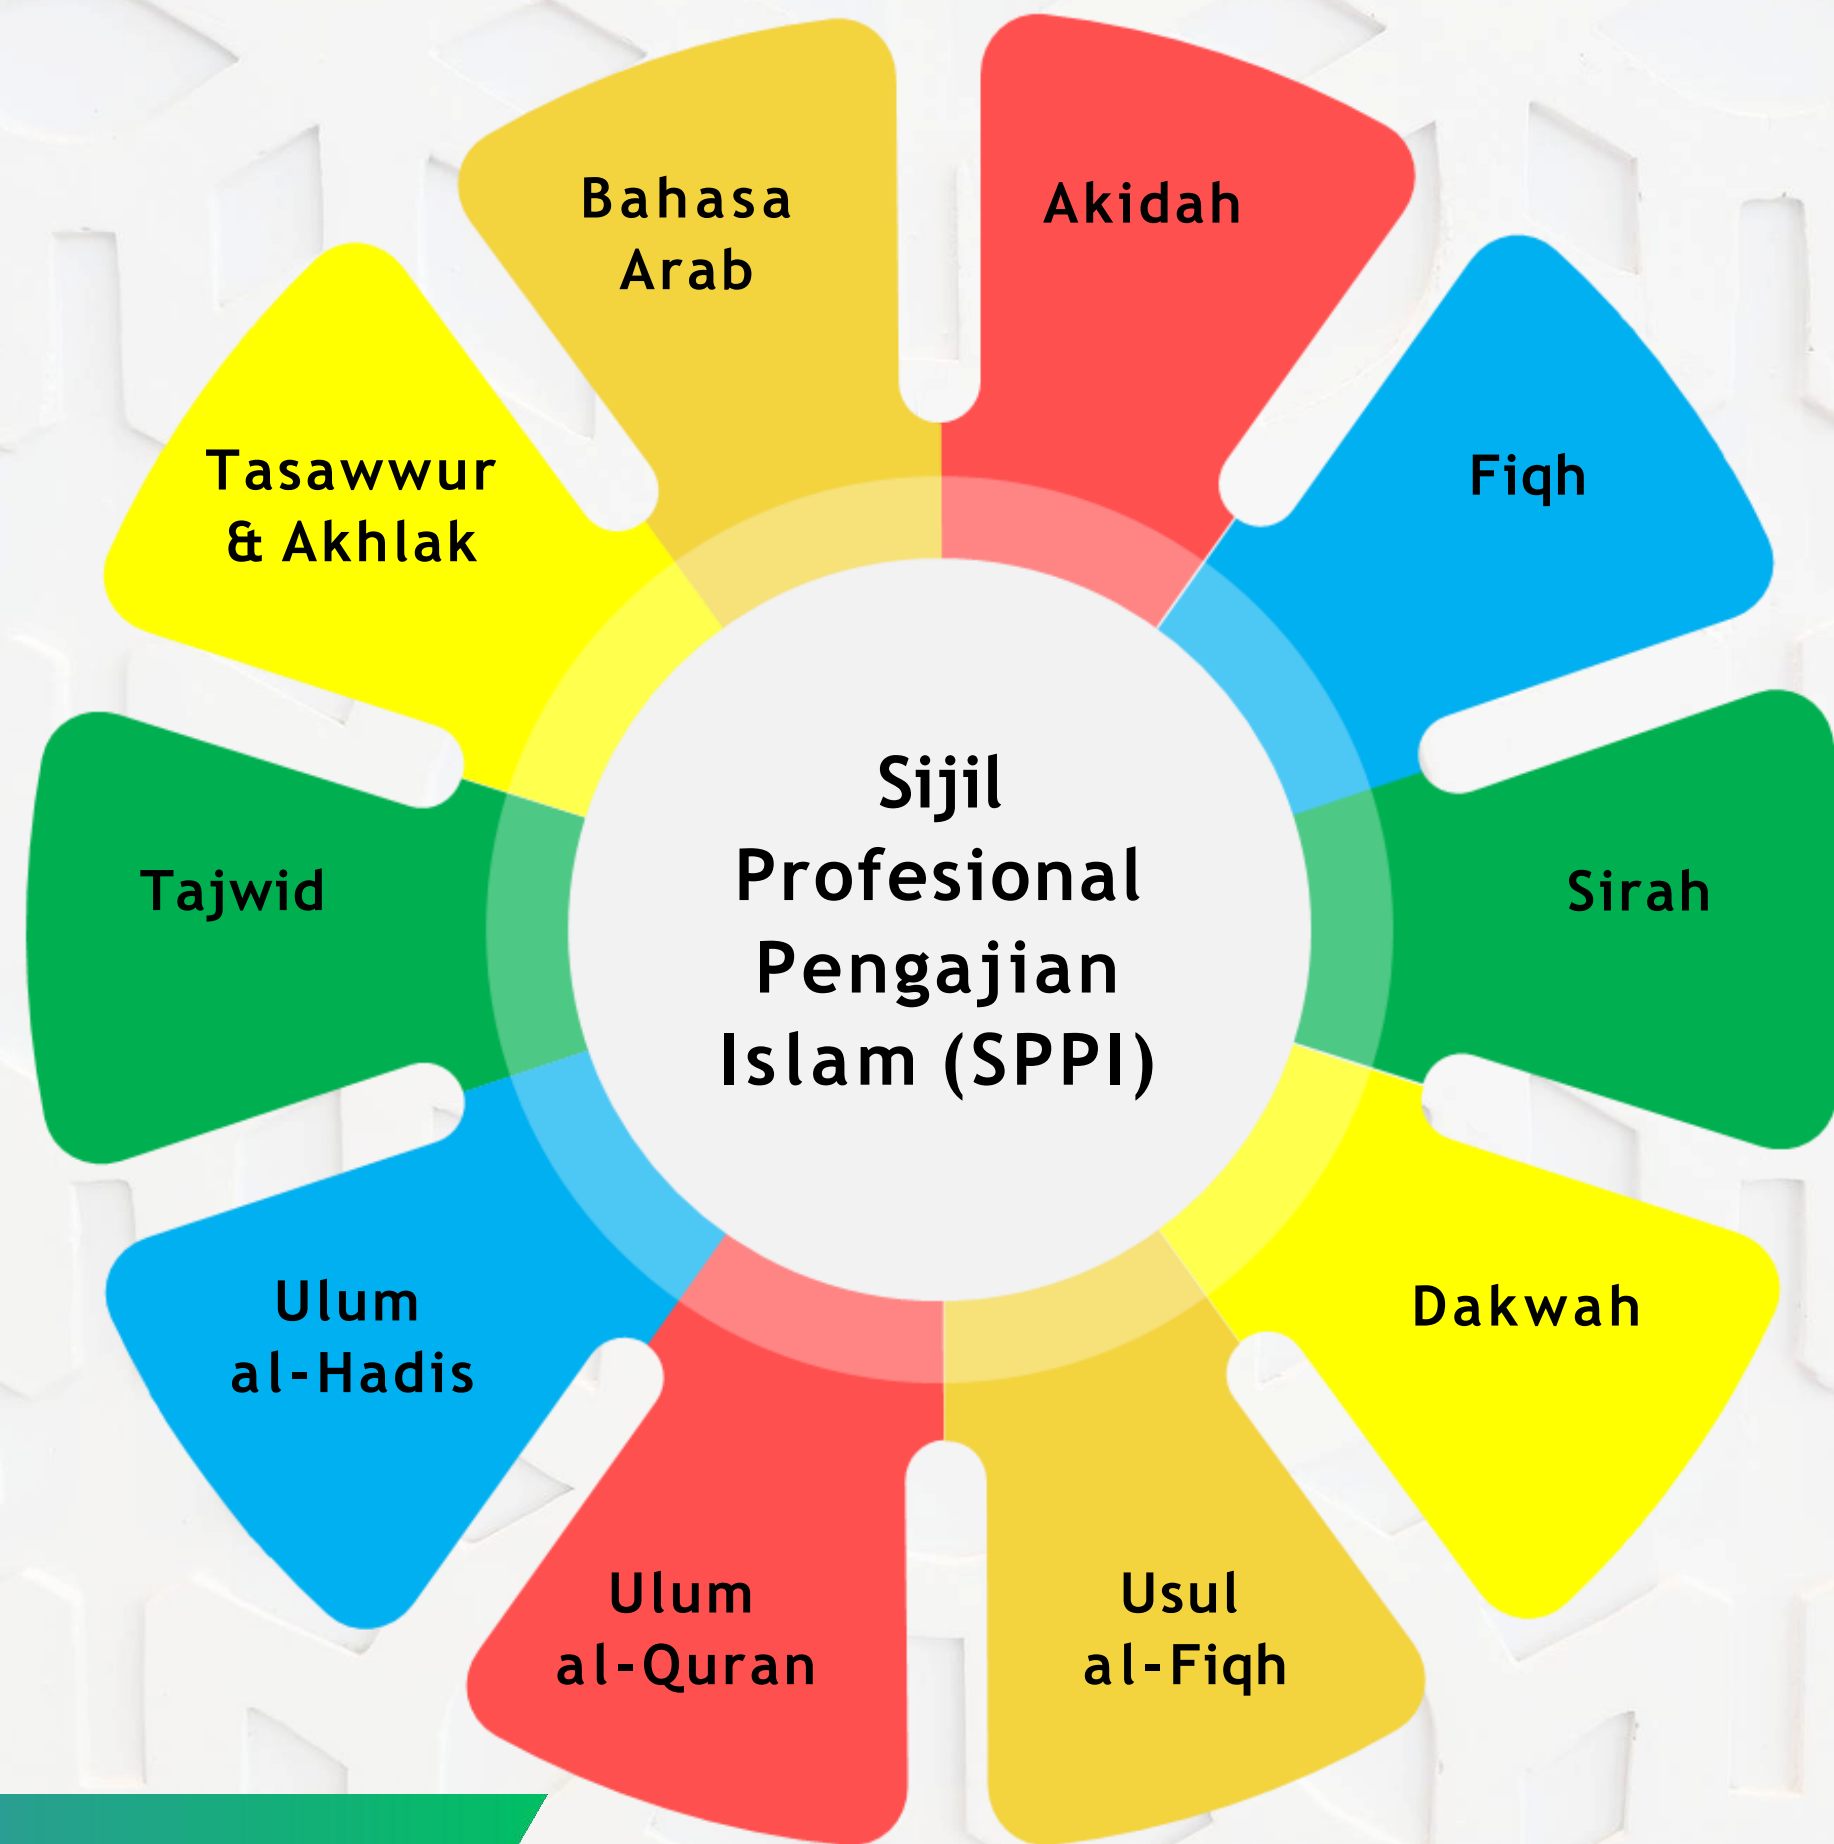 Bahasa
Arab
Akidah
Tasawwur
& Akhlak
Fiqh
Sijil
Profesional
Pengajian
Islam (SPPI)
Tajwid
Sirah
Ulum
al-Hadis
Dakwah
Ulum
al-Quran
Usul
al-Fiqh